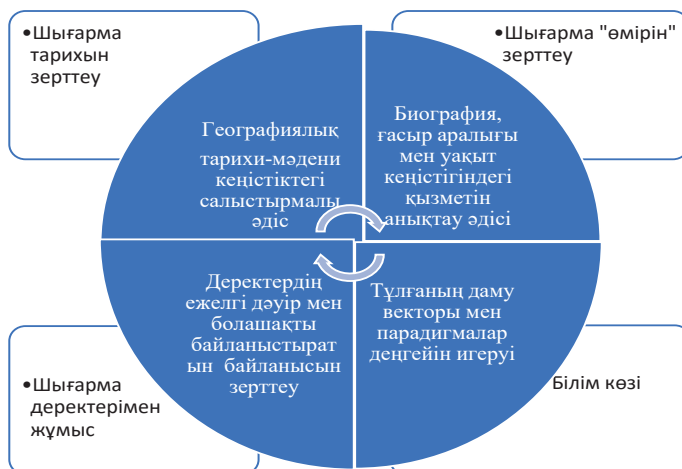 •Шығарма
тарихын
зерттеу
•Шығарма "өмірін"
зерттеу
Географиялық
тарихи-мәдени
кеңістіктегі
салыстырмалы
әдіс
Биография,
ғасыр аралығы
мен уақыт
кеңістігіндегі
қызметін
анықтау әдісі
Деректердің
ежелгі дәуір мен
болашақты
байланыстырат
ын байланысын
зерттеу
Тұлғаның даму
векторы мен
парадигмалар
деңгейін игеруі
•Шығарма
деректерімен
жұмыс
Білім көзі